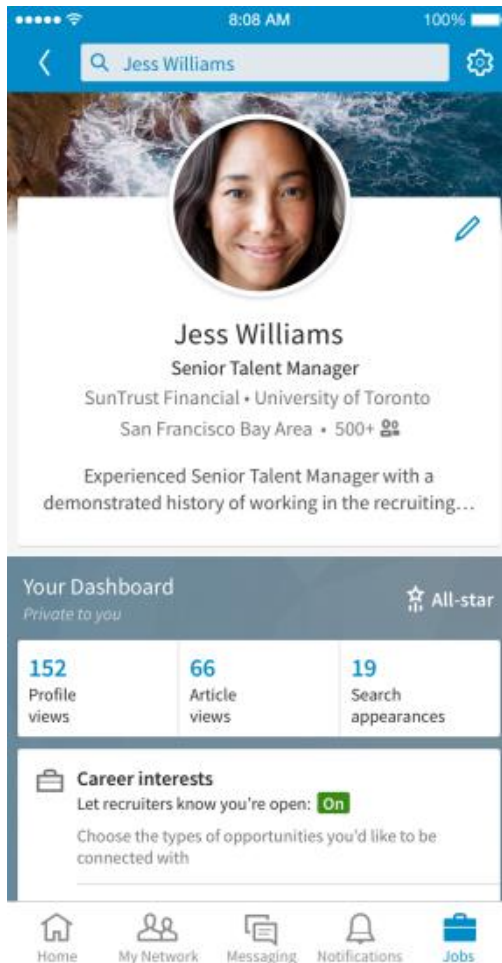 8:08 AM
100%
Jess Williams
Jess Williams
Senior Talent Manager
SunTrust Financial • University of Toronto
San Francisco Bay Area • 500+
Experienced Senior Talent Manager with a
demonstrated history of working in the recruiting...
Your Dashboard
Private to you
All-star
152
Profile
views
66
Article
views
19
Search
appearances
Career interests
Let recruiters know you're open: On
Choose the types of opportunities you'd like to be
connected with
Home
My Network
Messaging
Notifications
Jobs